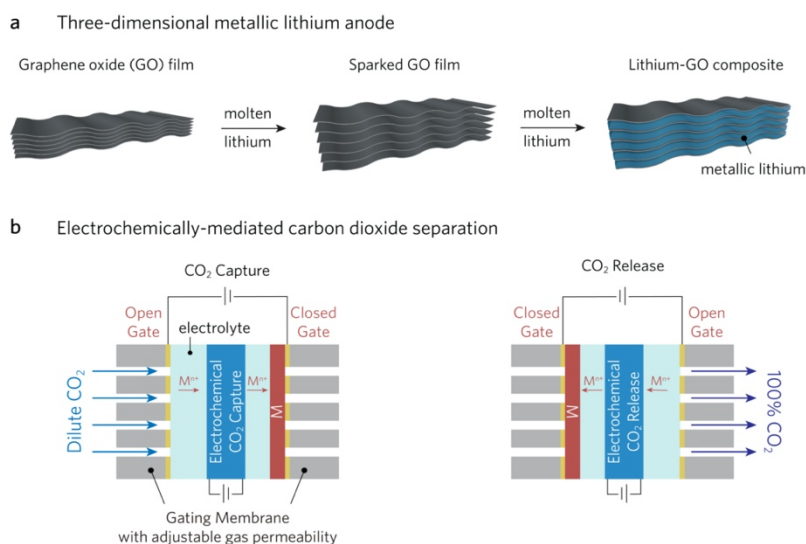 a Three-dimensional metallic lithium anode
Graphene oxide (GO) film
Sparked GO film
Lithium-GO composite
molten
lithium
molten
lithium
metallic lithium
b Electrochemically-mediated carbon dioxide separation
CO₂ Capture
CO₂ Release
Open
Gate
electrolyte
Closed
Gate
Closed
Gate
Open
Gate
Dilute CO₂
Mⁿ⁺
Electrochemical
CO₂ Capture
Mⁿ⁺
M
M
Mⁿ⁺
Electrochemical
CO₂ Release
Mⁿ⁺
100% CO₂
Gating Membrane
with adjustable gas permeability